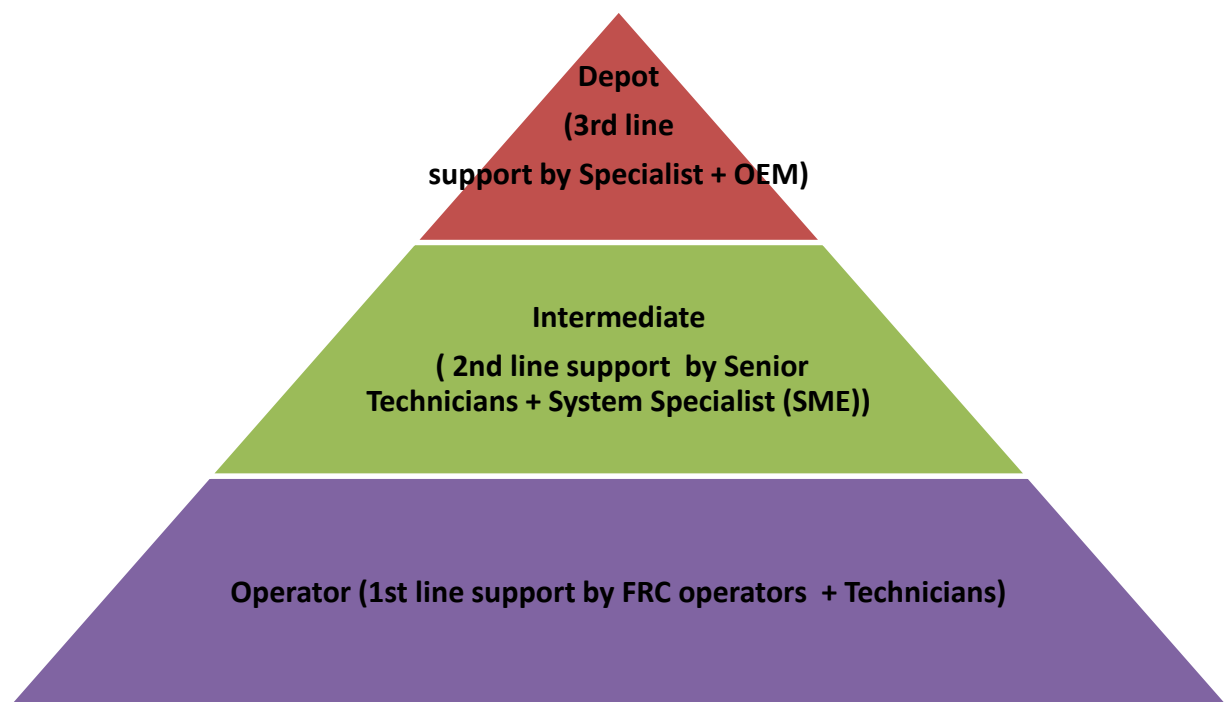 Depot
(3rd line
support by Specialist + OEM)
Intermediate
( 2nd line support  by Senior
Technicians + System Specialist (SME))
Operator (1st line support by FRC operators  + Technicians)